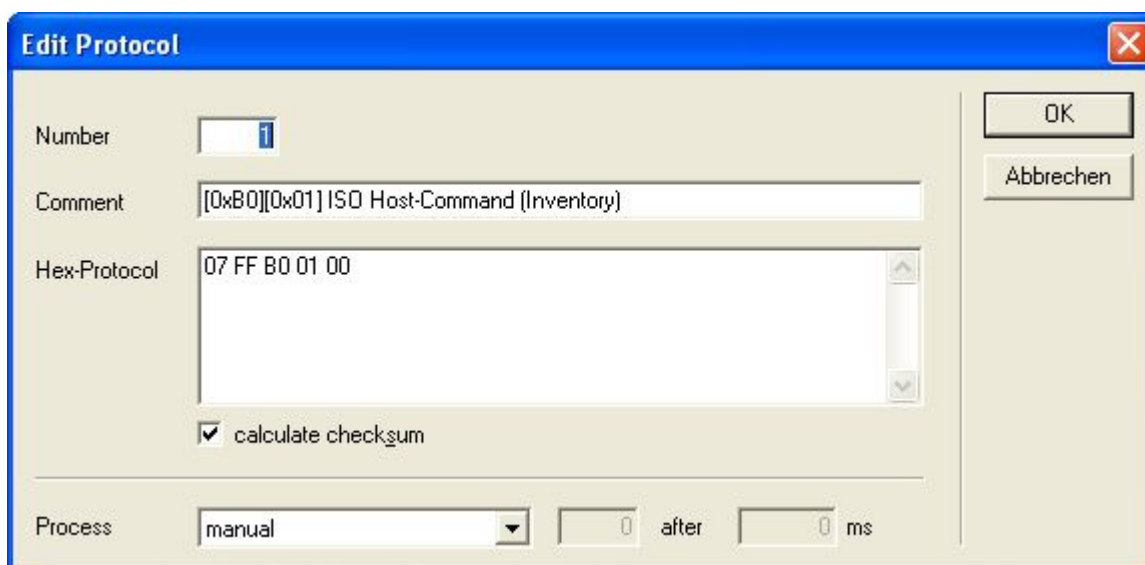 Edit Protocol
Number 1
OK
Comment [0xB0][0x01] ISO Host-Command (Inventory)
Abbrechen
Hex-Protocol 07 FF B0 01 00
calculate checksum
Process manual 0 after 0 ms